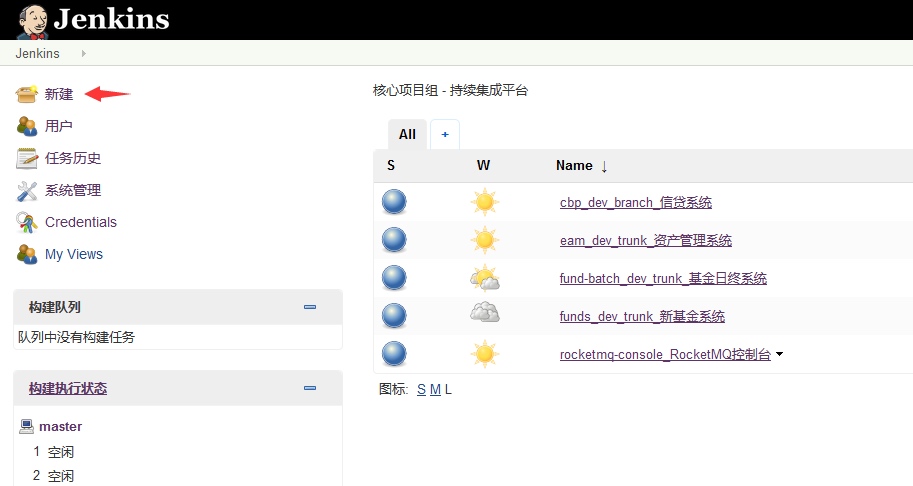 Jenkins
Jenkins
新建
用户
任务历史
系统管理
Credentials
My Views
构建队列
队列中没有构建任务
构建执行状态
master
1 空闲
2 空闲
核心项目组 - 持续集成平台
All +
S W Name ↓
cbp_dev_branch_信贷系统
eam_dev_trunk_资产管理系统
fund-batch_dev_trunk_基金日终系统
funds_dev_trunk_新基金系统
rocketmq-console_RocketMQ控制台
图标: S M L